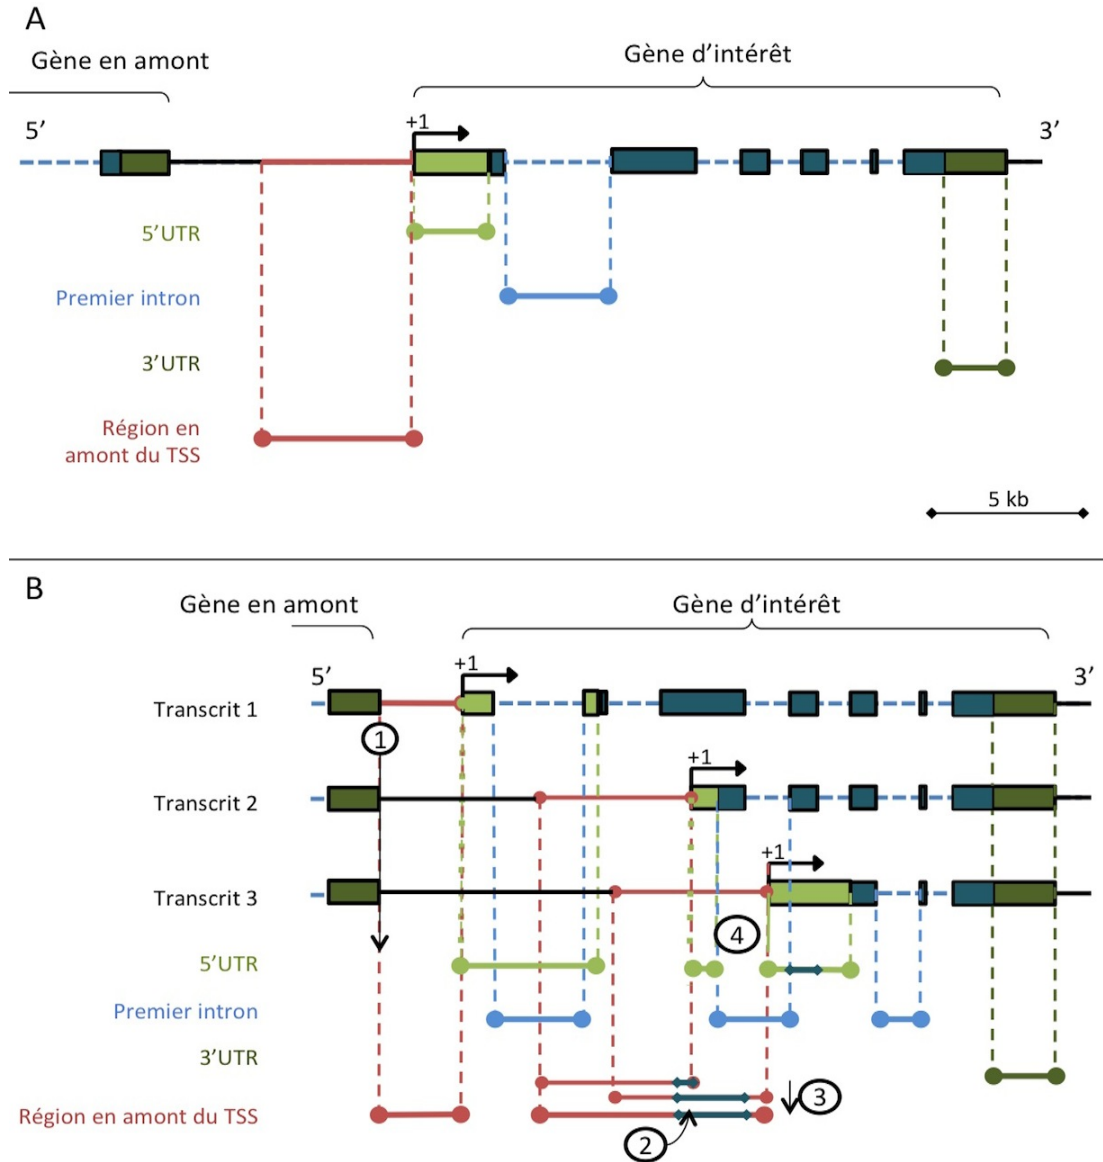 A
Gène en amont
Gène d’intérêt
5’
+1
3’
5’UTR
Premier intron
3’UTR
Région en
amont du TSS
5 kb
B
Gène en amont
Gène d’intérêt
5’
+1
3’
Transcrit 1
1
+1
Transcrit 2
+1
Transcrit 3
4
5’UTR
Premier intron
3’UTR
3
Région en amont du TSS
2